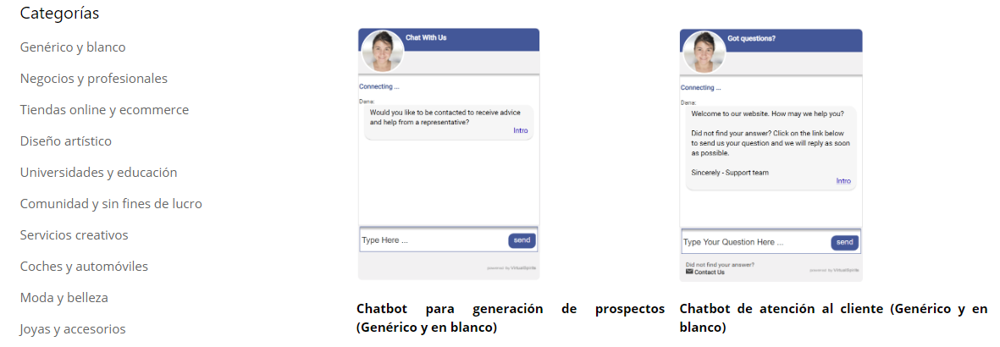 Categorías
Genérico y blanco
Negocios y profesionales
Tiendas online y ecommerce
Diseño artístico
Universidades y educación
Comunidad y sin fines de lucro
Servicios creativos
Coches y automóviles
Moda y belleza
Joyas y accesorios
Chat With Us
Connecting ...
Dana:
Would you like to be contacted to receive advice
and help from a representative?
Intro
Type Here ...
send
powered by VirtualSpirits
Chatbot para generación de prospectos
(Genérico y en blanco)
Got questions?
Connecting ...
Dana:
Welcome to our website. How may we help you?
Did not find your answer? Click on the link below
to send us your question and we will reply as soon
as possible.
Sincerely - Support team
Intro
Type Your Question Here ...
send
Did not find your answer?
Contact Us
powered by VirtualSpirits
Chatbot de atención al cliente (Genérico y en
blanco)